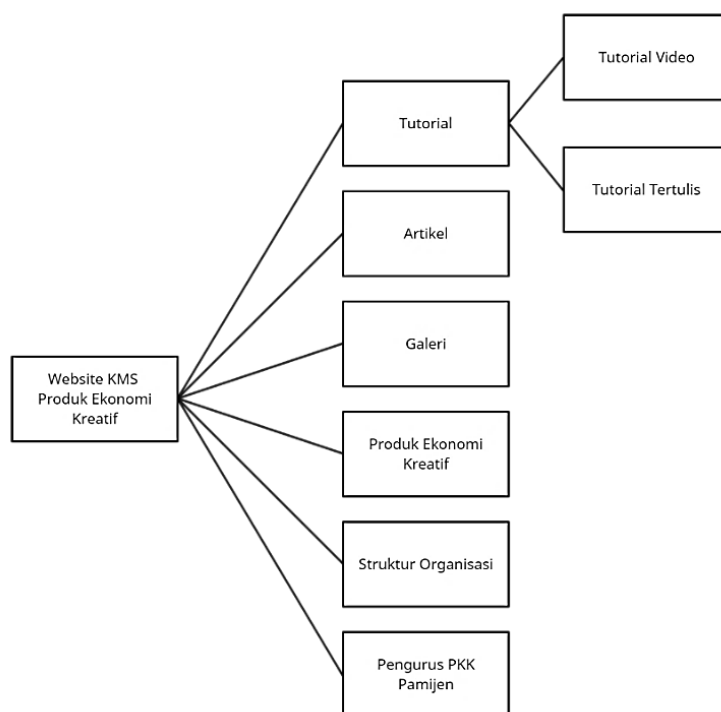 Tutorial Video
Tutorial
Tutorial Tertulis
Artikel
Galeri
Website KMS
Produk Ekonomi
Kreatif
Produk Ekonomi
Kreatif
Struktur Organisasi
Pengurus PKK
Pamijen